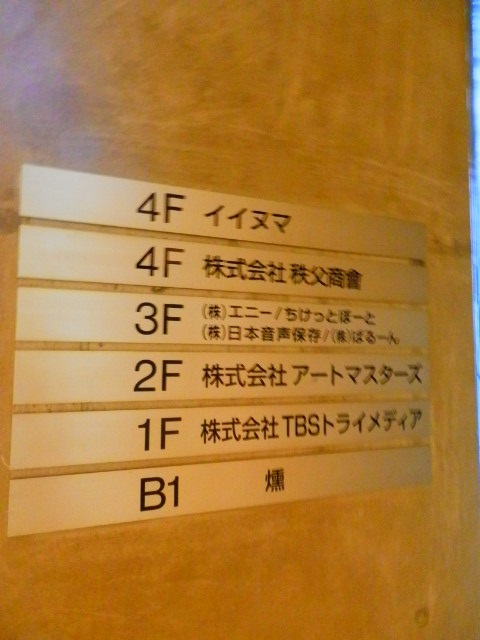 4F イイヌマ
4F 株式会社 秩父商會
3F (株)エニー/ちけっとぽーと
(株)日本音声保存/(株)ばるーん
2F 株式会社 アートマスターズ
1F 株式会社 TBSトライメディア
B1 燻